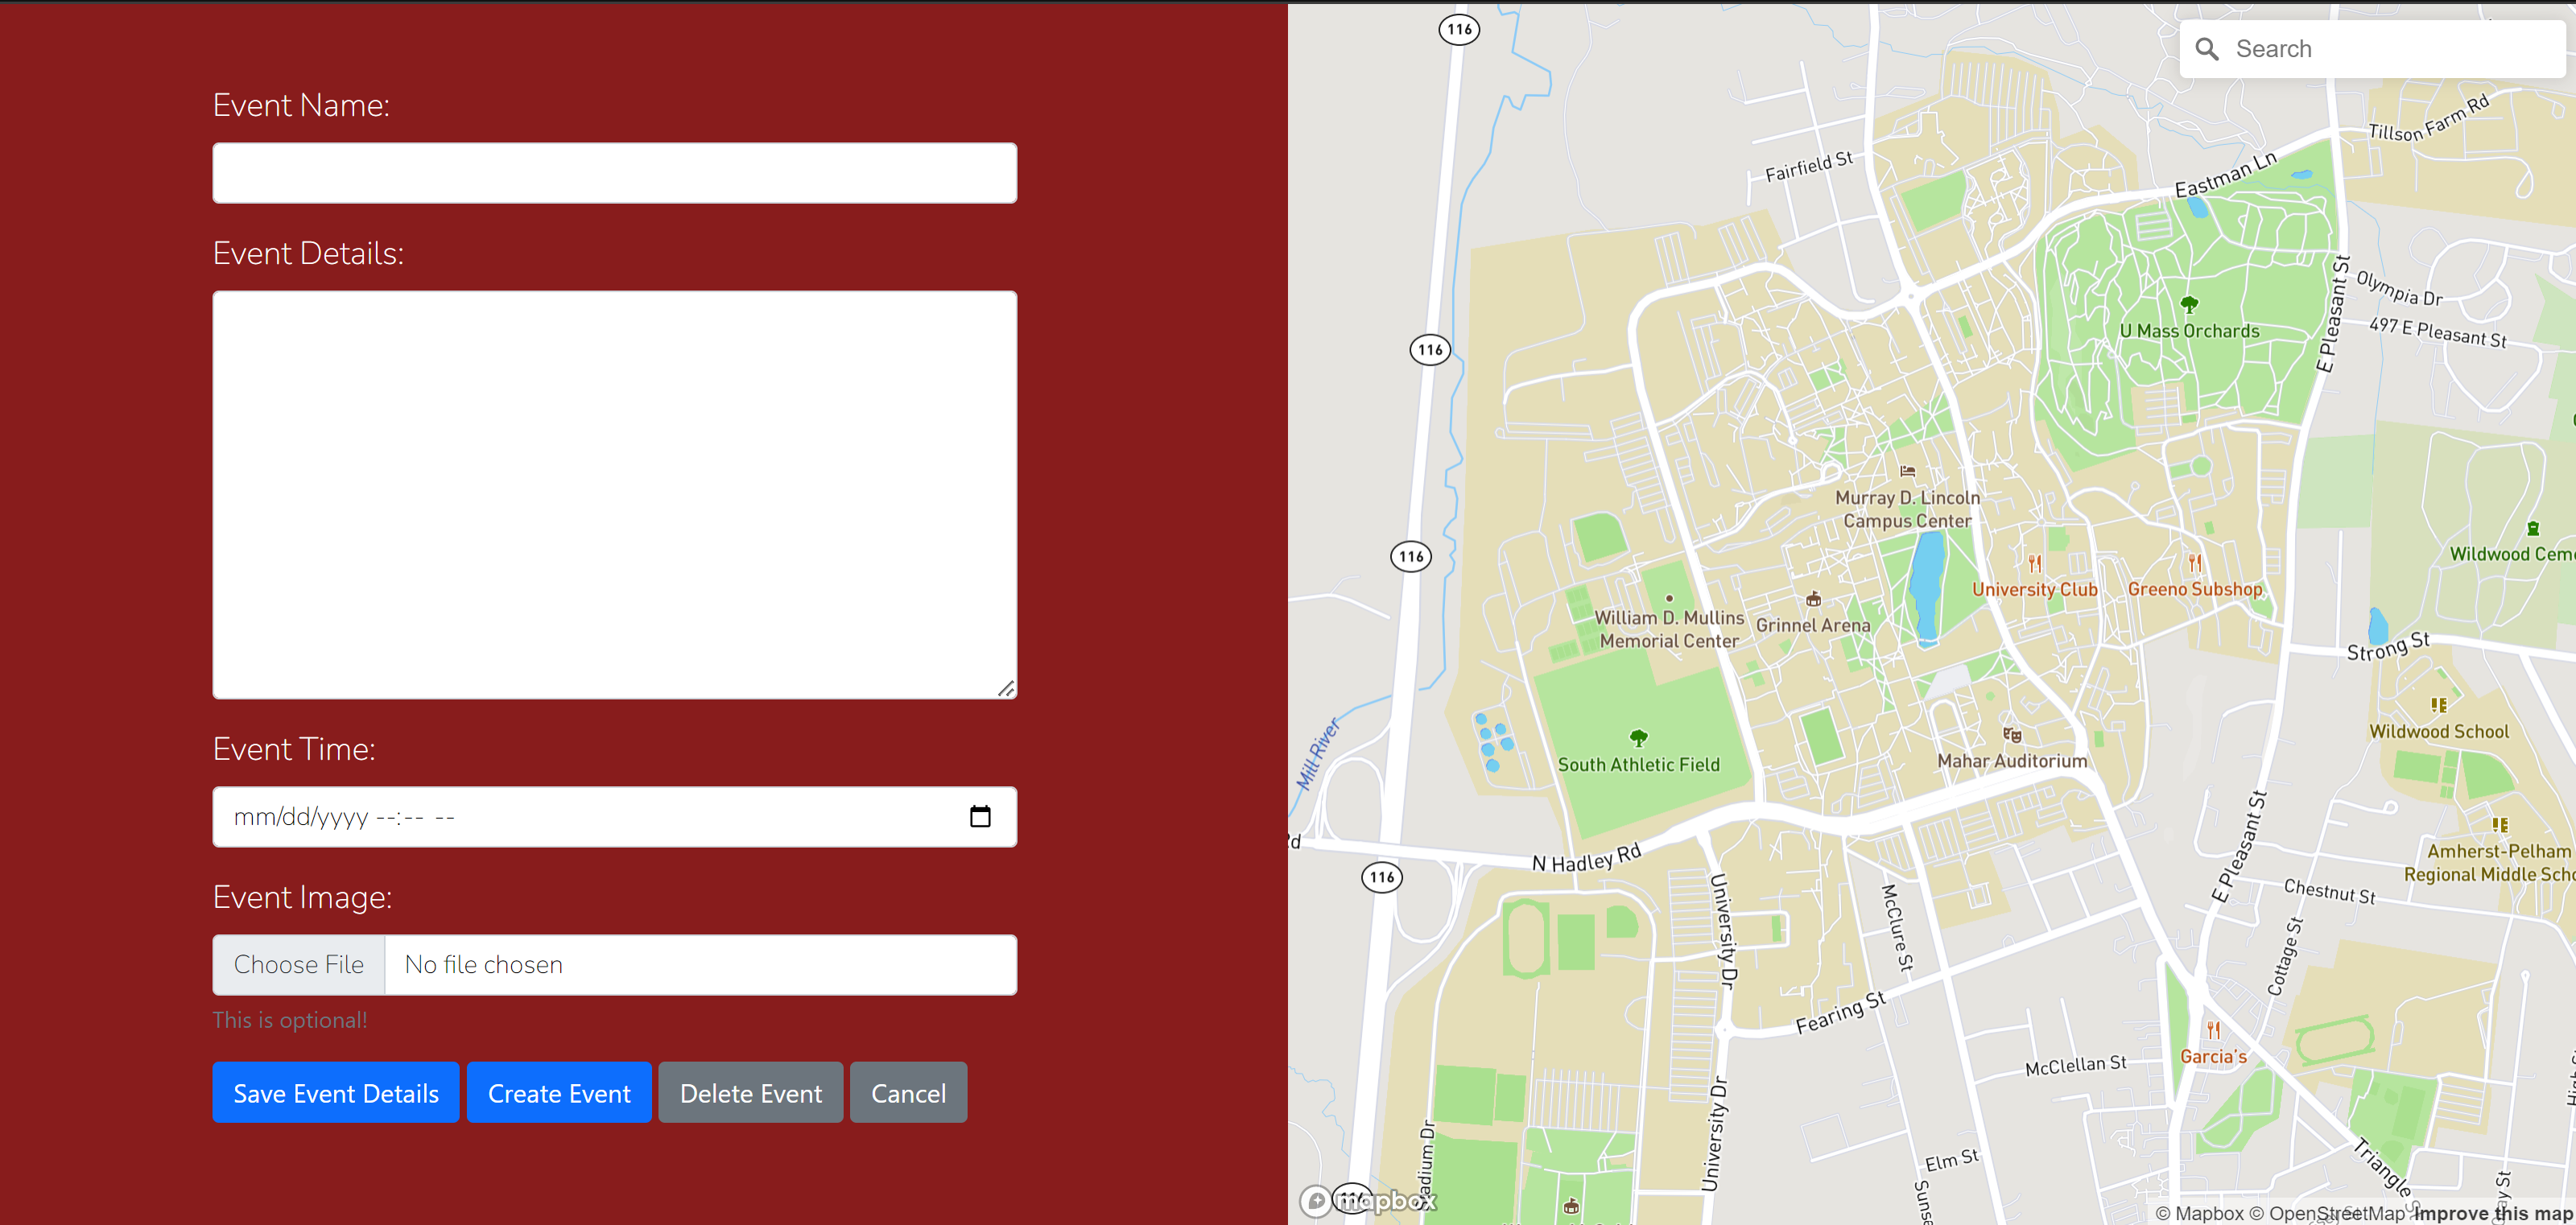 Event Name:
Event Details:
Event Time:
mm/dd/yyyy --:-- --
Event Image:
Choose File
No file chosen
This is optional!
Save Event Details
Create Event
Delete Event
Cancel
Search
116
Tillson Farm Rd
Fairfield St
Eastman Ln
E Pleasant St
Olympia Dr
U Mass Orchards
497 E Pleasant St
116
Murray D. Lincoln
Campus Center
116
Wildwood Cem
University Club
Greeno Subshop
William D. Mullins
Memorial Center
Grinnel Arena
Strong St
Wildwood School
Mill River
South Athletic Field
Mahar Auditorium
Rd
N Hadley Rd
116
E Pleasant St
Amherst-Pelham
Regional Middle Scho
Chestnut St
University Dr
McClure St
Cottage St
Fearing St
Garcia's
McClellan St
University Dr
Stadium Dr
Elm St
Triangle S
Sunse
116
mapbox
© Mapbox © OpenStreetMap Improve this map